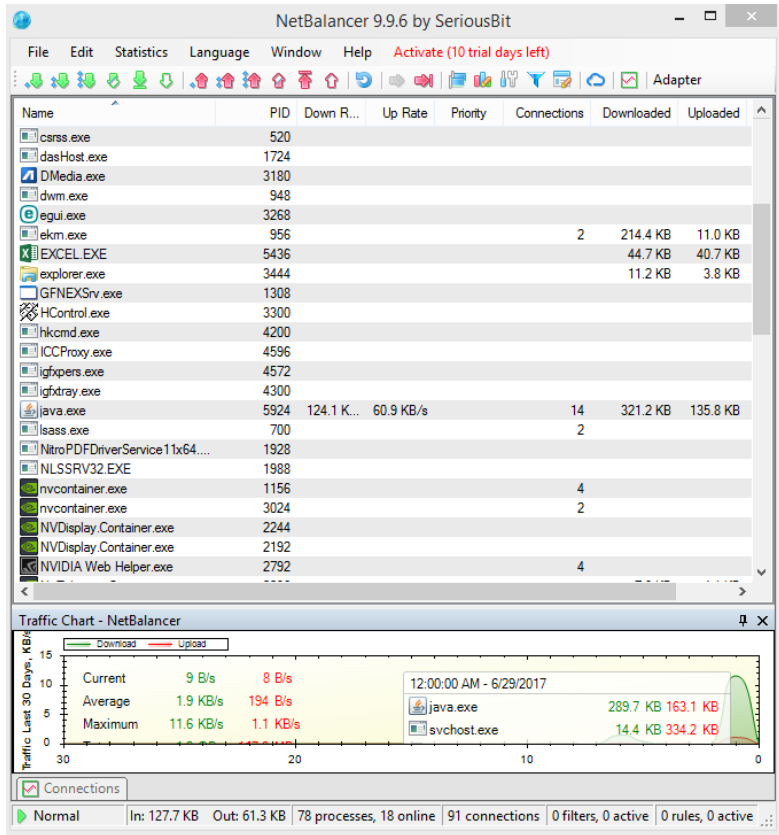 NetBalancer 9.9.6 by SeriousBit
File Edit Statistics Language Window Help Activate (10 trial days left)
Adapter
Name PID Down R... Up Rate Priority Connections Downloaded Uploaded
csrss.exe 520
dasHost.exe 1724
DMedia.exe 3180
dwm.exe 948
egui.exe 3268
ekrn.exe 956 2 214.4 KB 11.0 KB
EXCEL.EXE 5436 44.7 KB 40.7 KB
explorer.exe 3444 11.2 KB 3.8 KB
GFNEXSrv.exe 1308
HControl.exe 3300
hkcmd.exe 4200
ICCProxy.exe 4596
igfxpers.exe 4572
igfxtray.exe 4300
java.exe 5924 124.1 K... 60.9 KB/s 14 321.2 KB 135.8 KB
lsass.exe 700 2
NitroPDFDriverService11x64.... 1928
NLSSRV32.EXE 1988
nvcontainer.exe 1156 4
nvcontainer.exe 3024 2
NVDisplay.Container.exe 2244
NVDisplay.Container.exe 2192
NVIDIA Web Helper.exe 2792 4
Traffic Chart - NetBalancer
Traffic Last 30 Days, KB/s
Download Upload
15
10
5
0
Current 9 B/s 8 B/s
Average 1.9 KB/s 194 B/s
Maximum 11.6 KB/s 1.1 KB/s
12:00:00 AM - 6/29/2017
java.exe 289.7 KB 163.1 KB
svchost.exe 14.4 KB 334.2 KB
30 20 10 0
Connections
Normal In: 127.7 KB Out: 61.3 KB 78 processes, 18 online 91 connections 0 filters, 0 active 0 rules, 0 active